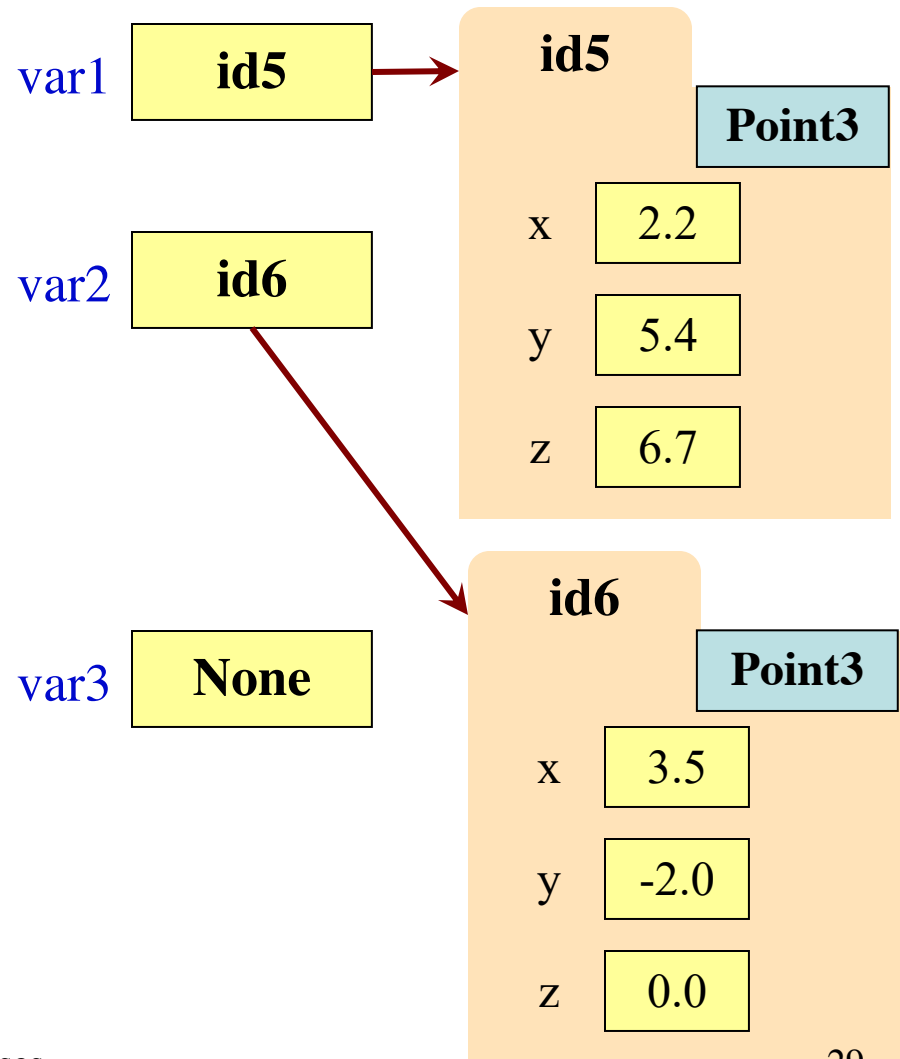 var1 id5
id5
Point3
x 2.2
y 5.4
z 6.7
var2 id6
id6
Point3
x 3.5
y -2.0
z 0.0
var3 None